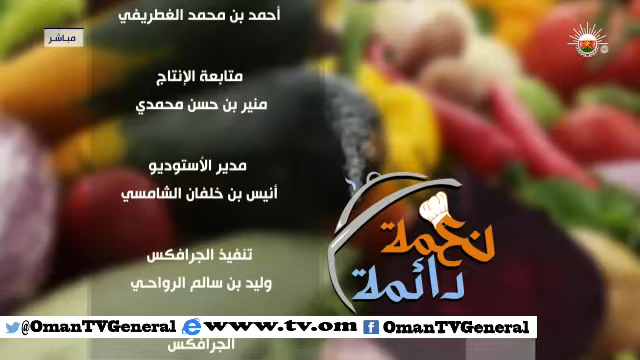 أحمد بن محمد الغطريفي
مباشر
متابعة الإنتاج
منير بن حسن محمدي
مدير الأستوديو
أنيس بن خلفان الشامسي
نعمة
دائمة
تنفيذ الجرافكس
وليد بن سالم الرواحي
@OmanTVGeneral www.tv.om OmanTVGeneral
الجرافكس